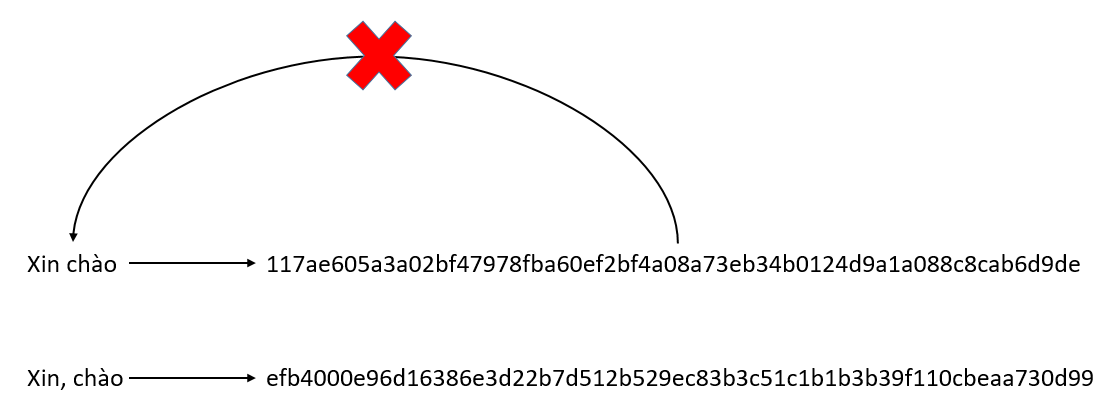 Xin chào 117ae605a3a02bf47978fba60ef2bf4a08a73eb34b0124d9a1a088c8cab6d9de
Xin, chào efb4000e96d16386e3d22b7d512b529ec83b3c51c1b1b3b39f110cbeaa730d99